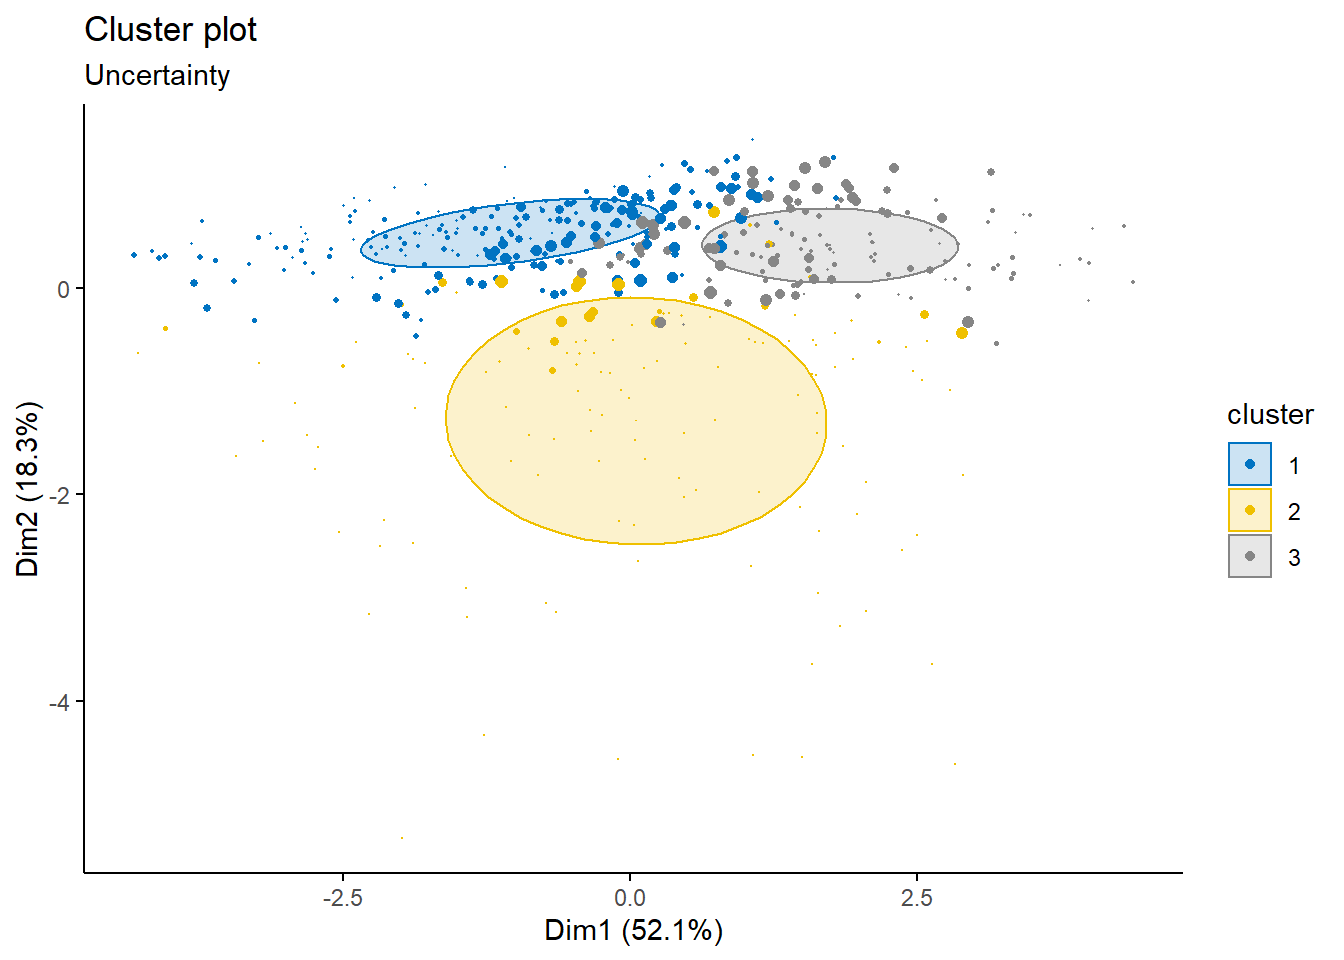 Cluster plot
Uncertainty
0
-2
-4
-2.5
0.0
2.5
Dim1 (52.1%)
Dim2 (18.3%)
cluster
1
2
3